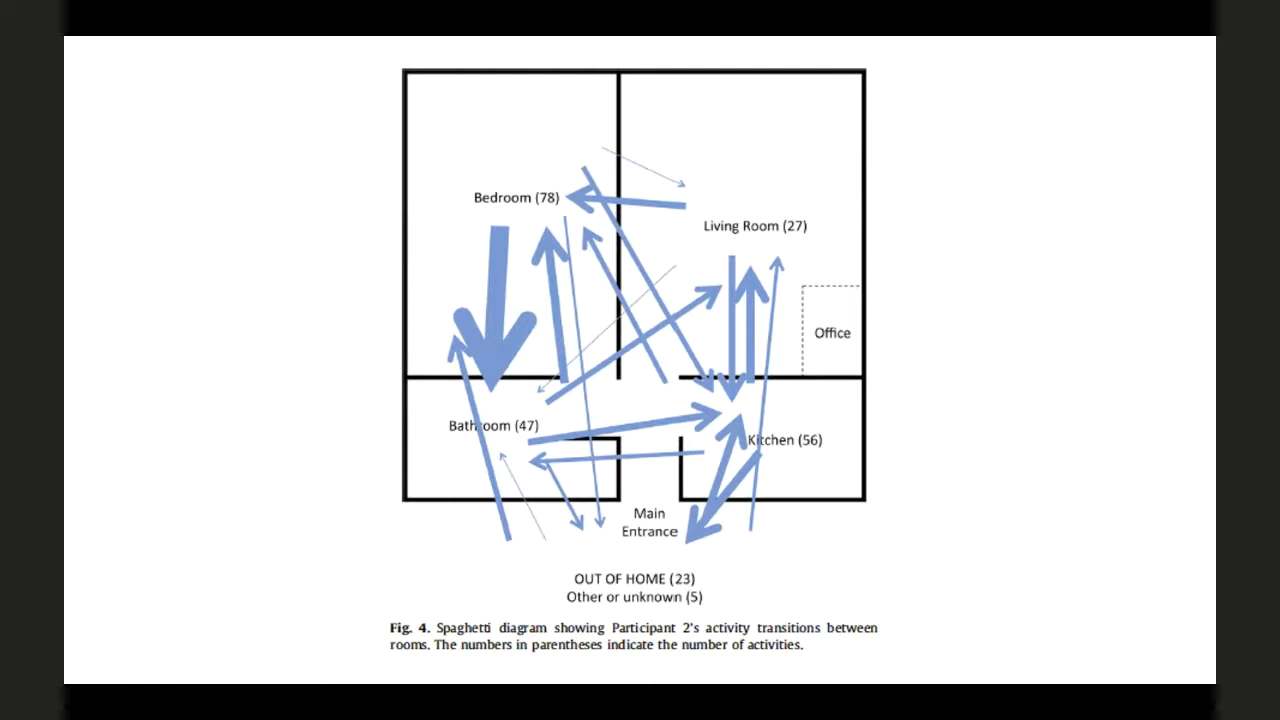 Bedroom (78)
Living Room (27)
Office
Bathroom (47)
Kitchen (56)
Main
Entrance
OUT OF HOME (23)
Other or unknown (5)
Fig. 4. Spaghetti diagram showing Participant 2's activity transitions between
rooms. The numbers in parentheses indicate the number of activities.